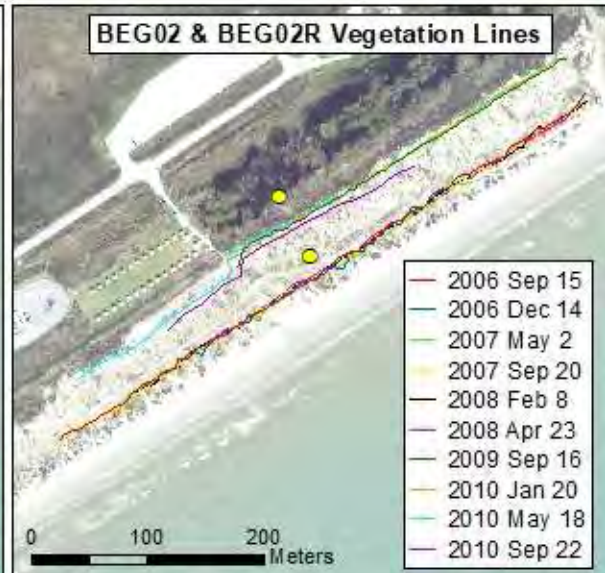 BEG02 & BEG02R Vegetation Lines
2006 Sep 15
2006 Dec 14
2007 May 2
2007 Sep 20
2008 Feb 8
2008 Apr 23
2009 Sep 16
2010 Jan 20
2010 May 18
2010 Sep 22
0 100 200
Meters